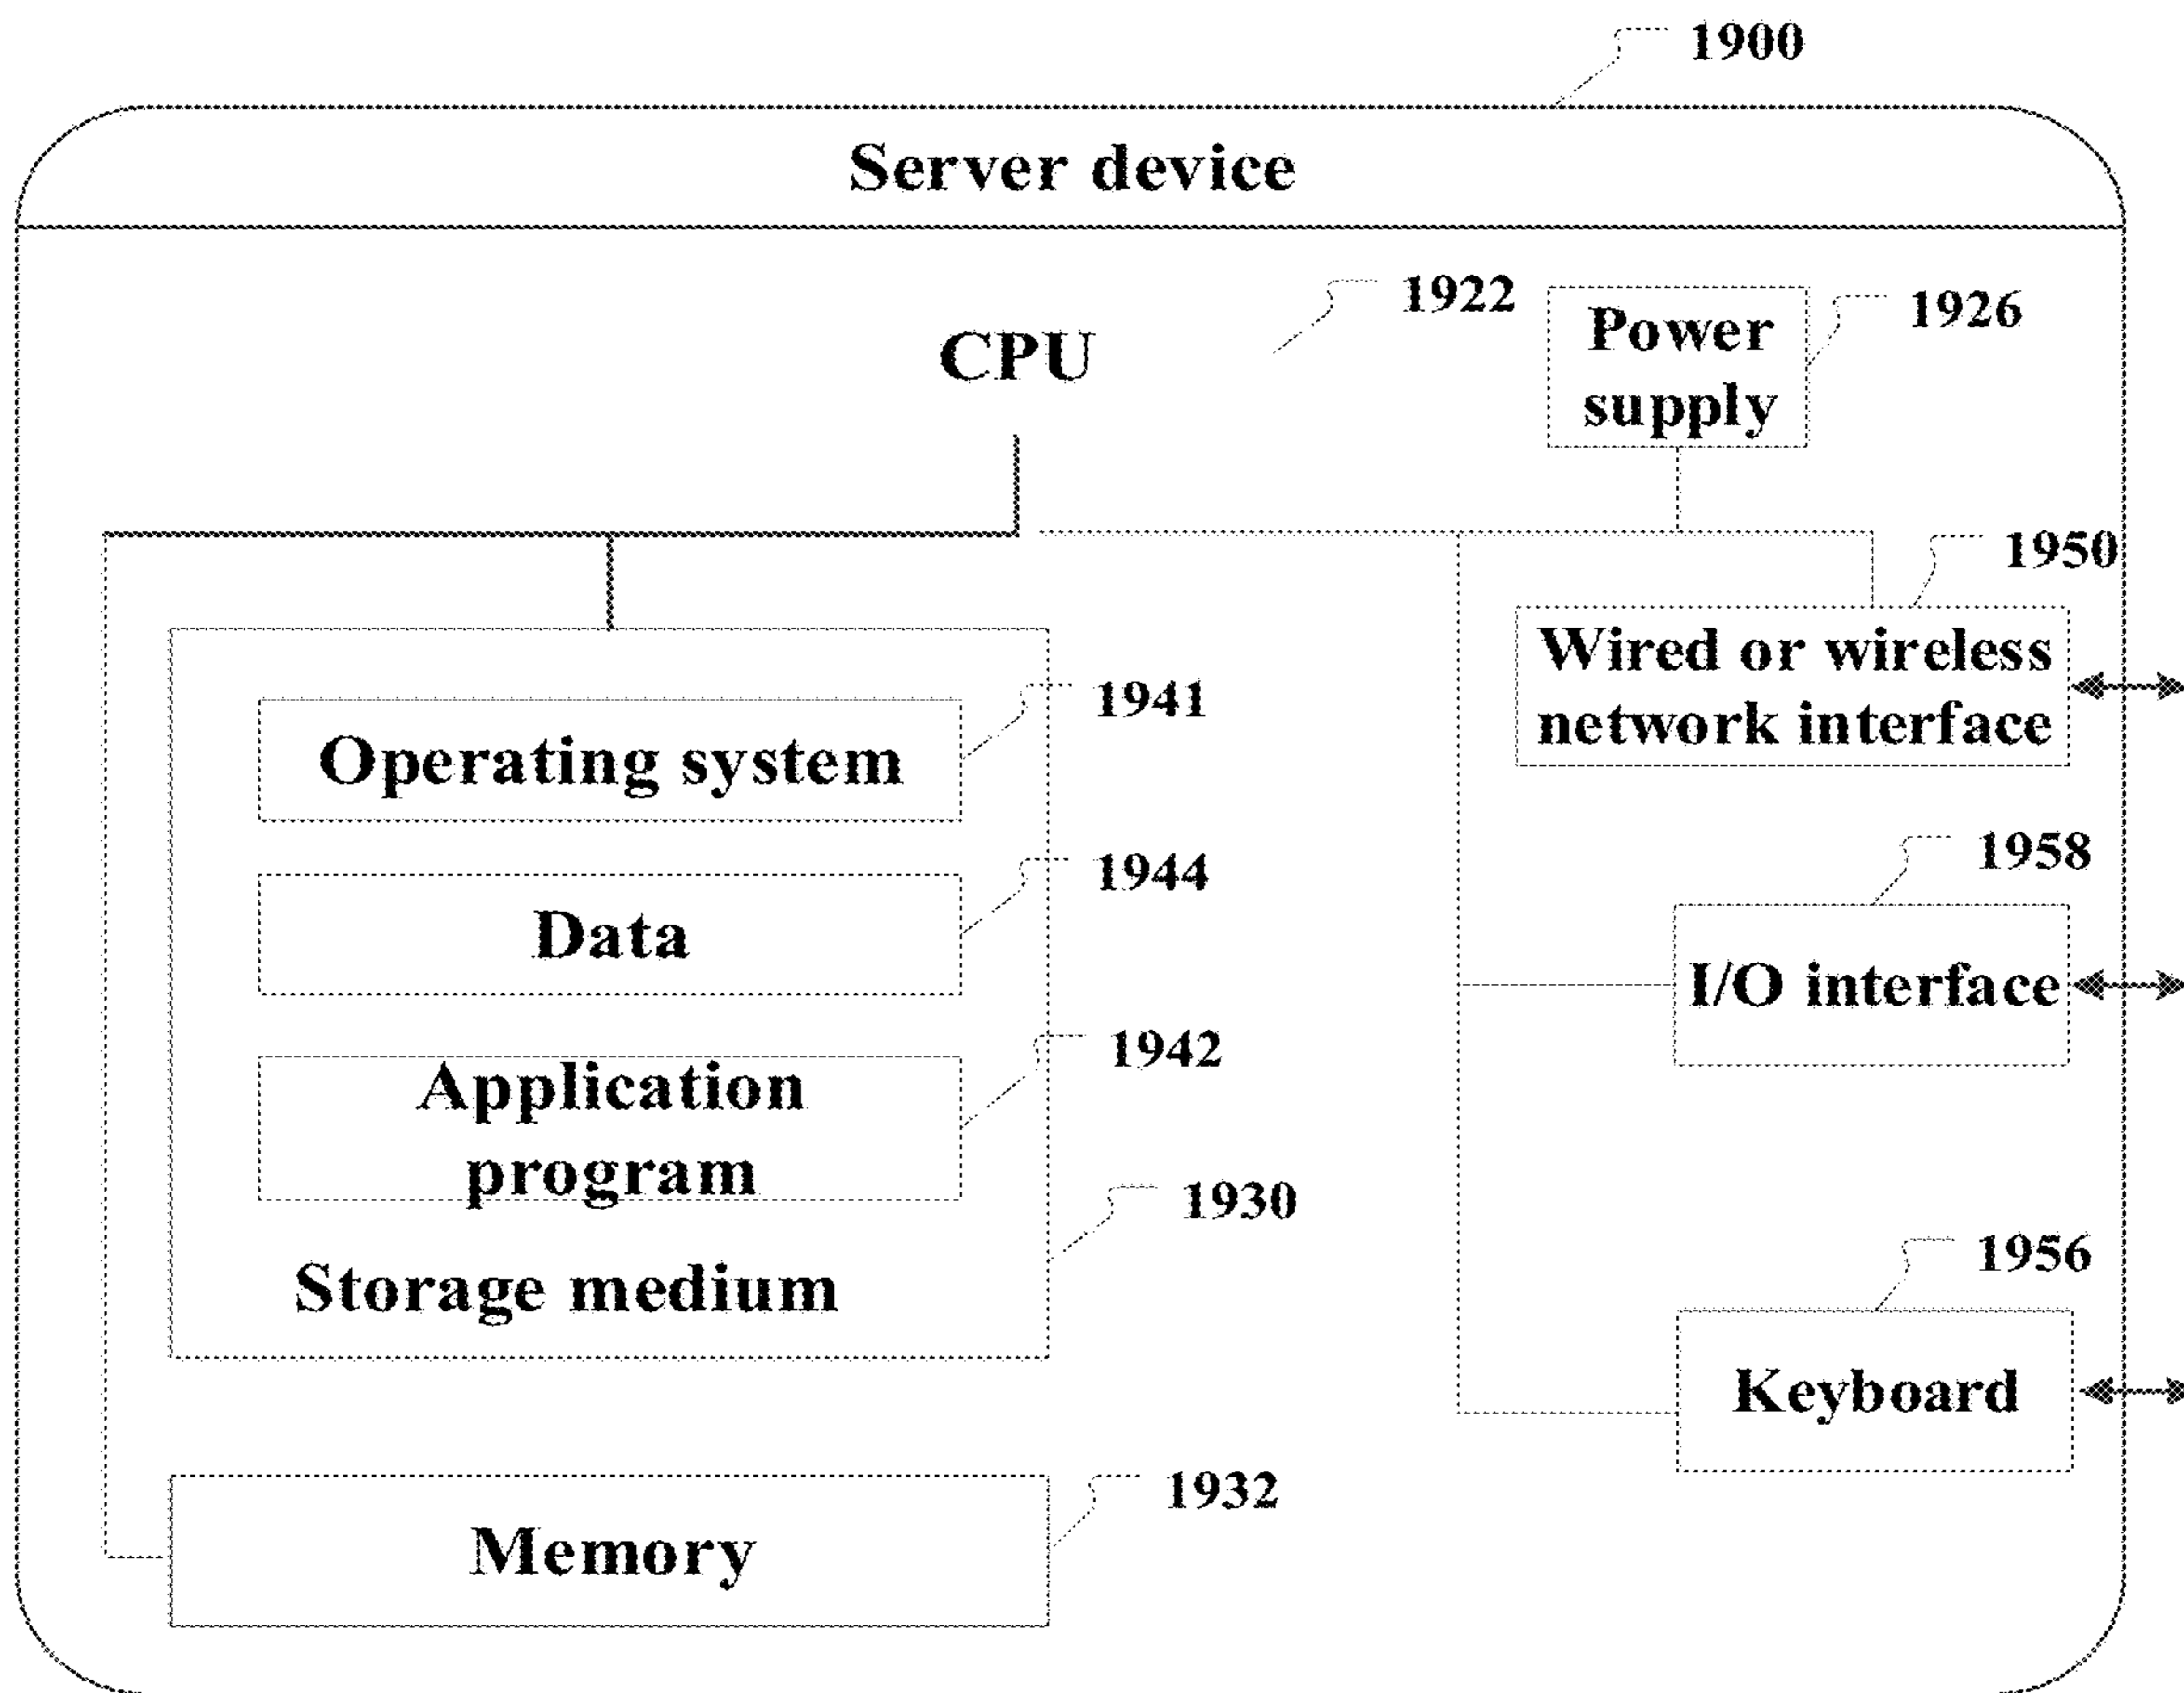 1900
Server device
CPU
1922
Power
supply
1926
1950
Wired or wireless
network interface
1941
Operating system
1944
Data
1942
Application
program
1930
Storage medium
1958
I/O interface
1956
Keyboard
1932
Memory